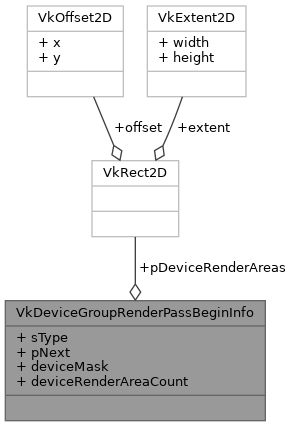 VkOffset2D
+ x
+ y
VkExtent2D
+ width
+ height
+offset
+extent
VkRect2D
+pDeviceRenderAreas
VkDeviceGroupRenderPassBeginInfo
+ sType
+ pNext
+ deviceMask
+ deviceRenderAreaCount